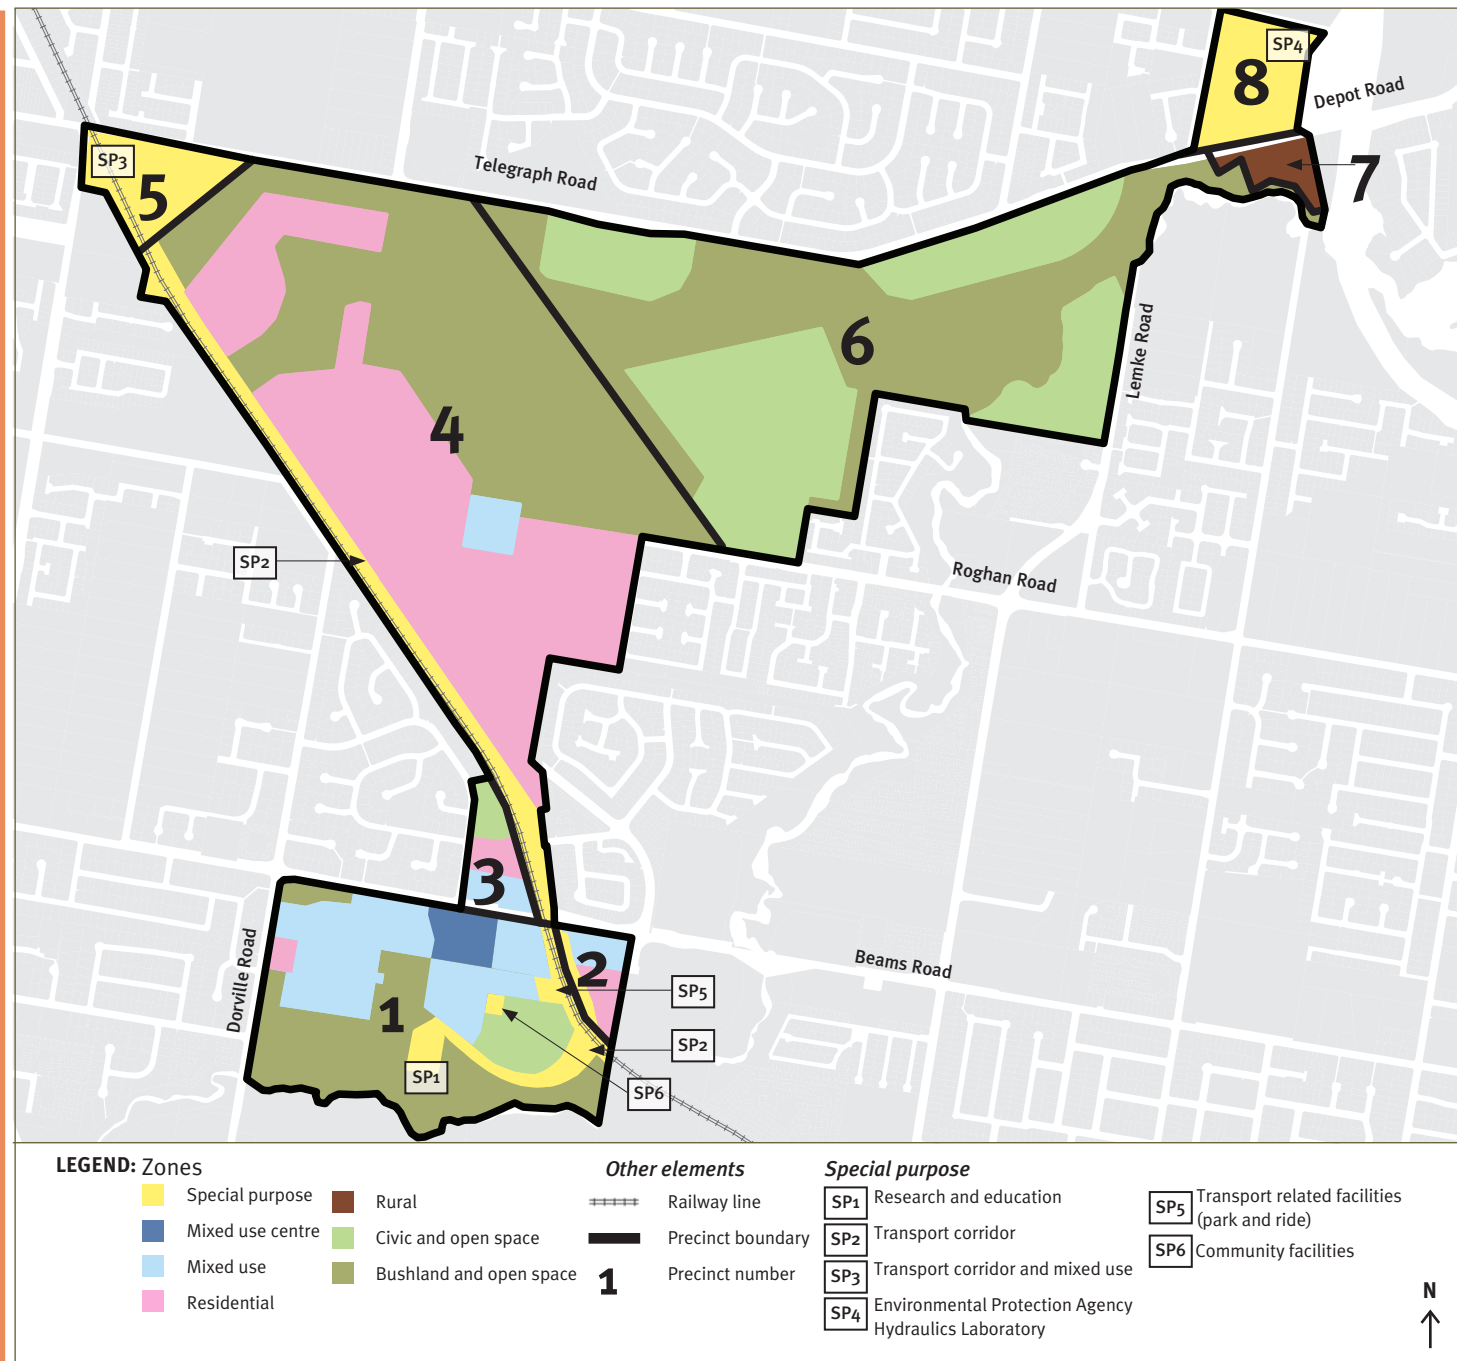 SP4
8
Depot Road
SP3
5
Telegraph Road
7
6
Lemke Road
4
SP2
Roghan Road
3
2
Beams Road
Dorville Road
1
SP5
SP2
SP1
SP6
LEGEND: Zones
Special purpose
Mixed use centre
Mixed use
Residential
Rural
Civic and open space
Bushland and open space
Other elements
Railway line
Precinct boundary
1 Precinct number
Special purpose
SP1 Research and education
SP2 Transport corridor
SP3 Transport corridor and mixed use
SP4 Environmental Protection Agency
Hydraulics Laboratory
SP5 Transport related facilities
(park and ride)
SP6 Community facilities
N